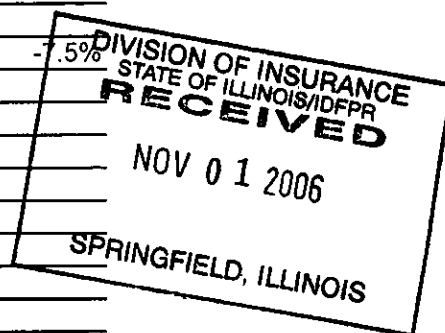 -7.5%
DIVISION OF INSURANCE
STATE OF ILLINOIS/IDFPR
RECEIVED
NOV 01 2006
SPRINGFIELD, ILLINOIS